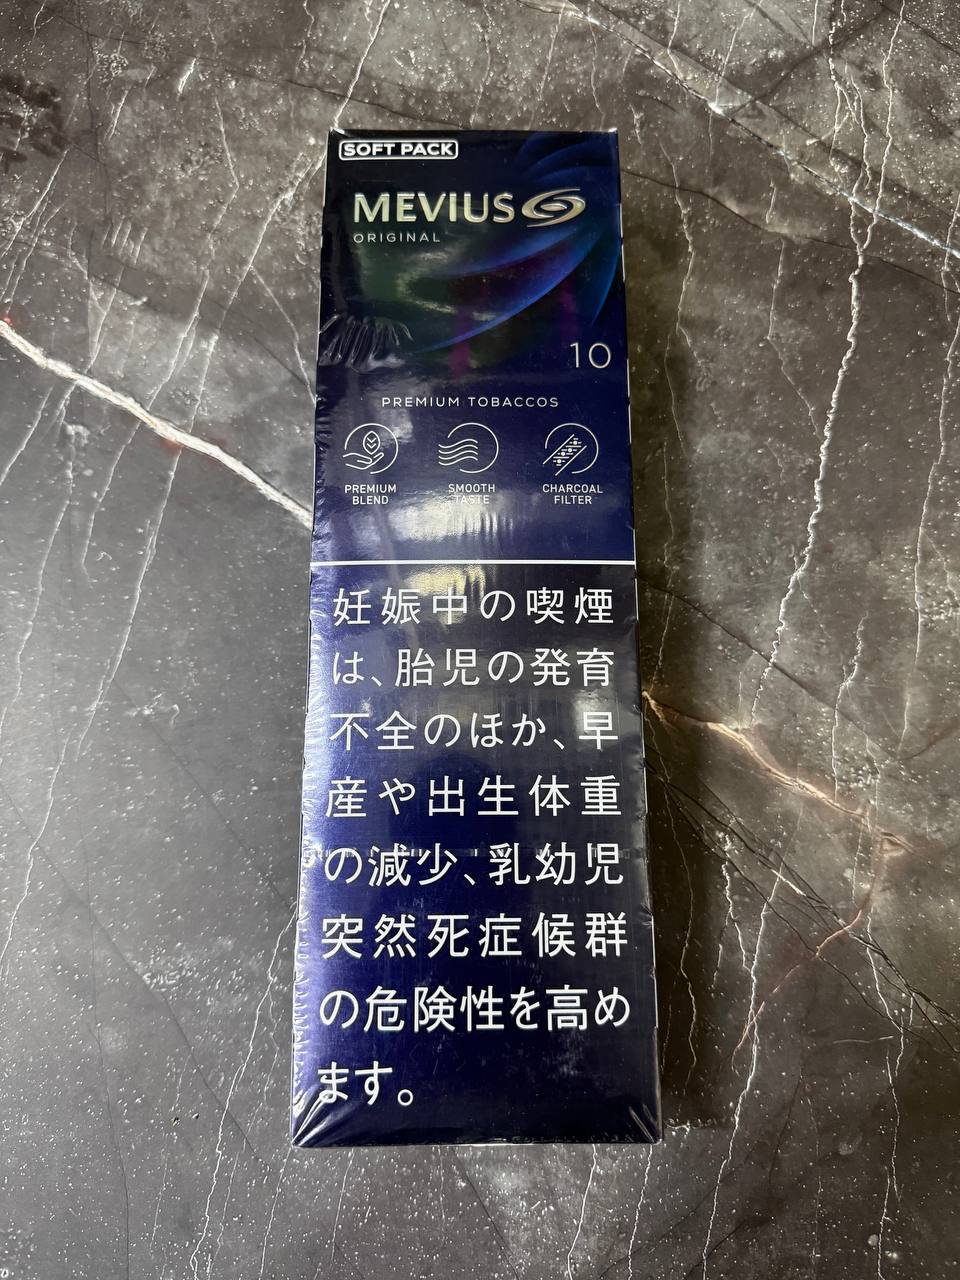 SOFT PACK
MEVIUS
ORIGINAL
10
PREMIUM TOBACCOS
PREMIUM BLEND
SMOOTH TASTE
CHARCOAL FILTER
妊娠中の喫煙
は、胎児の発育
不全のほか、早
産や出生体重
の減少、乳幼児
突然死症候群
の危険性を高め
ます。